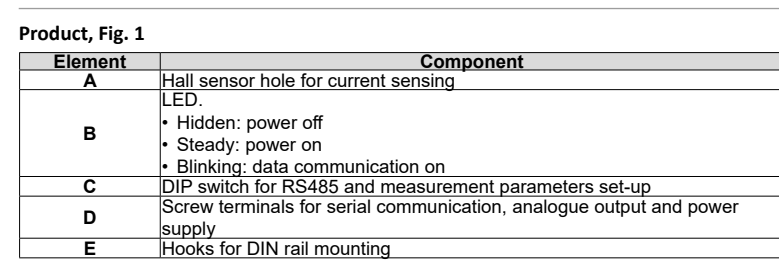 Product, Fig. 1
Element Component
A Hall sensor hole for current sensing
B LED.
• Hidden: power off
• Steady: power on
• Blinking: data communication on
C DIP switch for RS485 and measurement parameters set-up
D Screw terminals for serial communication, analogue output and power
supply
E Hooks for DIN rail mounting